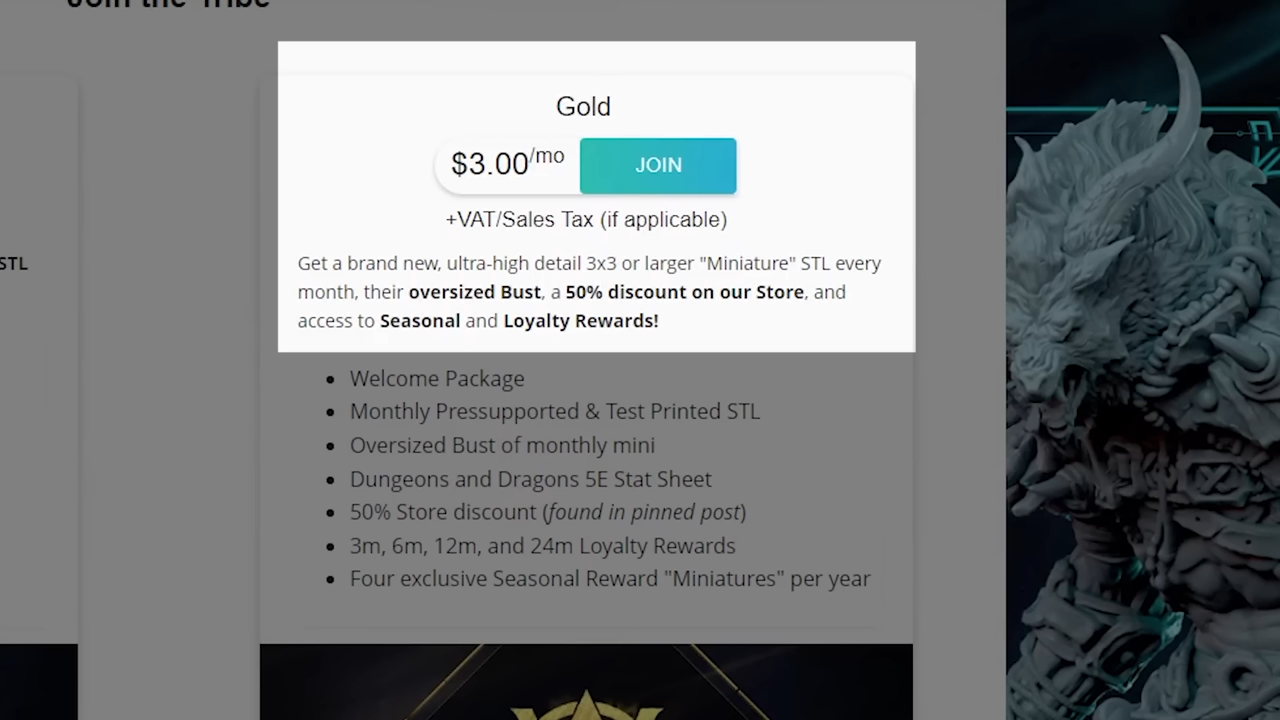 Join the Tribe
STL
Gold
$3.00/mo
JOIN
+VAT/Sales Tax (if applicable)
Get a brand new, ultra-high detail 3x3 or larger "Miniature" STL every
month, their oversized Bust, a 50% discount on our Store, and
access to Seasonal and Loyalty Rewards!
• Welcome Package
• Monthly Pressupported & Test Printed STL
• Oversized Bust of monthly mini
• Dungeons and Dragons 5E Stat Sheet
• 50% Store discount (found in pinned post)
• 3m, 6m, 12m, and 24m Loyalty Rewards
• Four exclusive Seasonal Reward "Miniatures" per year